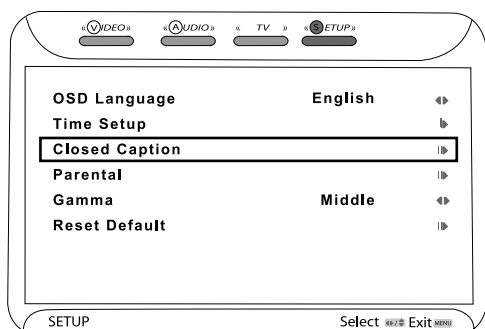 VIDEO AUDIO TV SETUP
OSD Language English
Time Setup
Closed Caption
Parental
Gamma Middle
Reset Default
SETUP Select Exit MENU